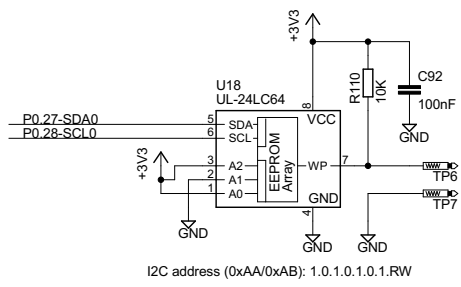 +3V3
U18
UL-24LC64
R110
10K
C92
100nF
8
VCC
GND
P0.27-SDA0
5
SDA
P0.28-SCL0
6
SCL
+3V3
EEPROM
Array
3
A2
2
A1
1
A0
WP
7
TP6
GND
4
TP7
GND
GND
GND
I2C address (0xAA/0xAB): 1.0.1.0.1.0.1.RW